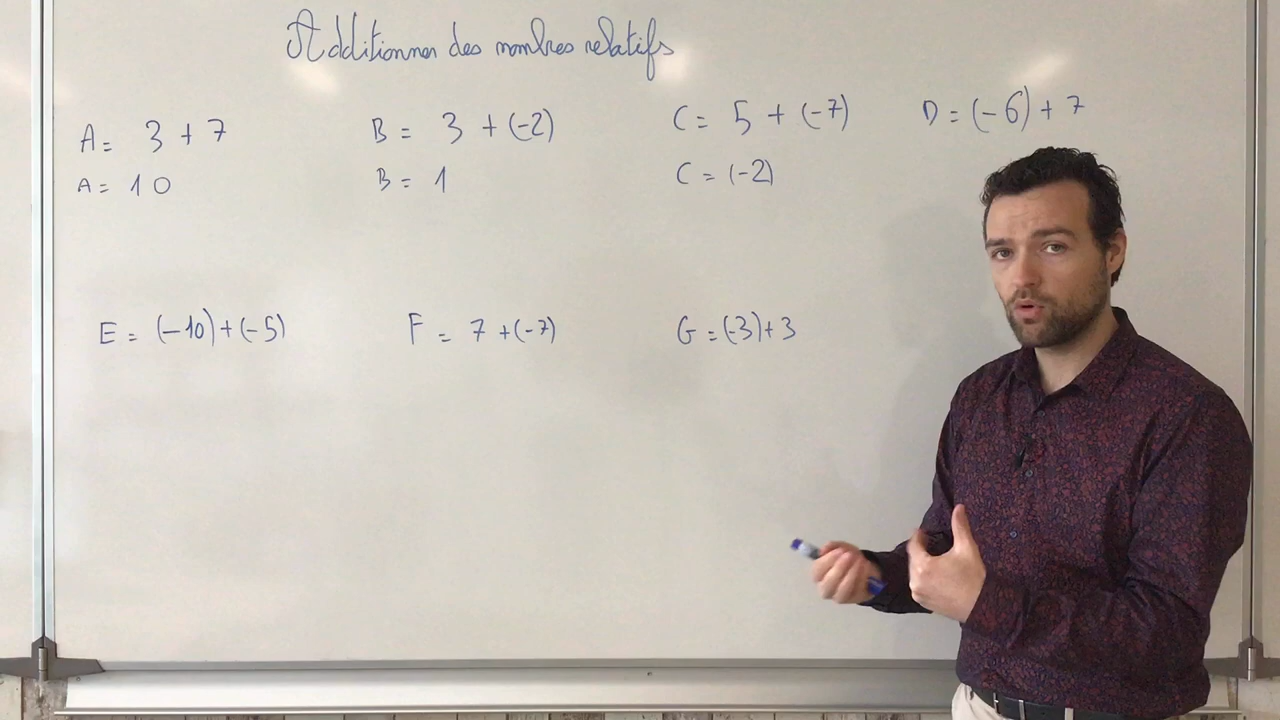 Additionner des nombres relatifs
A = 3 + 7
B = 3 + (-2)
C = 5 + (-7)
D = (-6) + 7
A = 10
B = 1
C = (-2)
E = (-10) + (-5)
F = 7 + (-7)
G = (-3) + 3